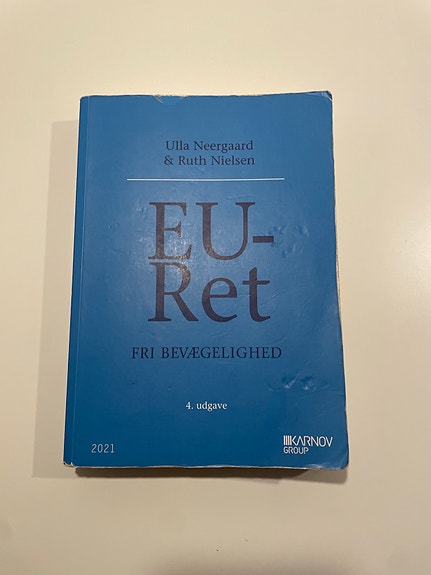 Ulla Neergaard
& Ruth Nielsen
EU-
Ret
FRI BEVÆGELIGHED
4. udgave
2021
KARNOV
GROUP